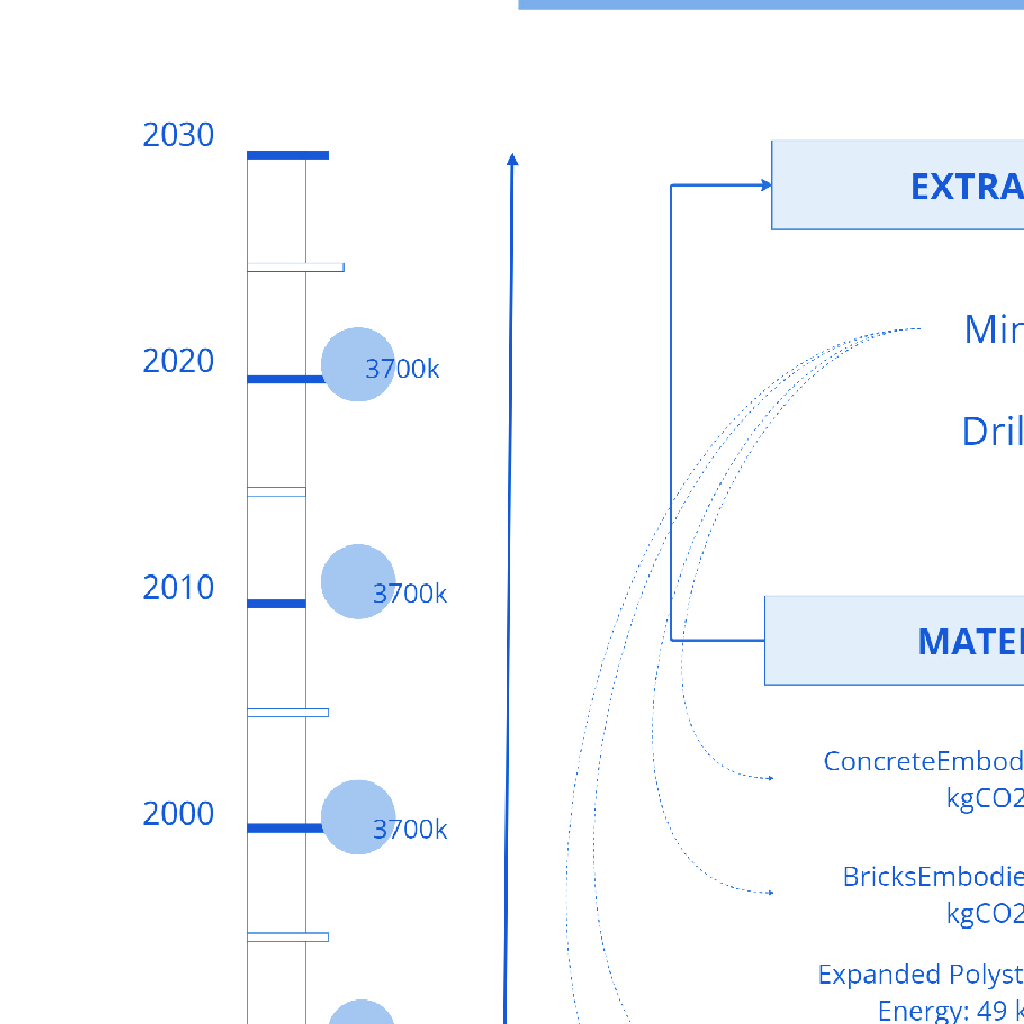 2030
2020
3700k
2010
3700k
2000
3700k
EXTRA
Min
Dril
MATE
ConcreteEmbod
kgCO2
BricksEmbodie
kgCO2
Expanded Polyst
Energy: 49 k